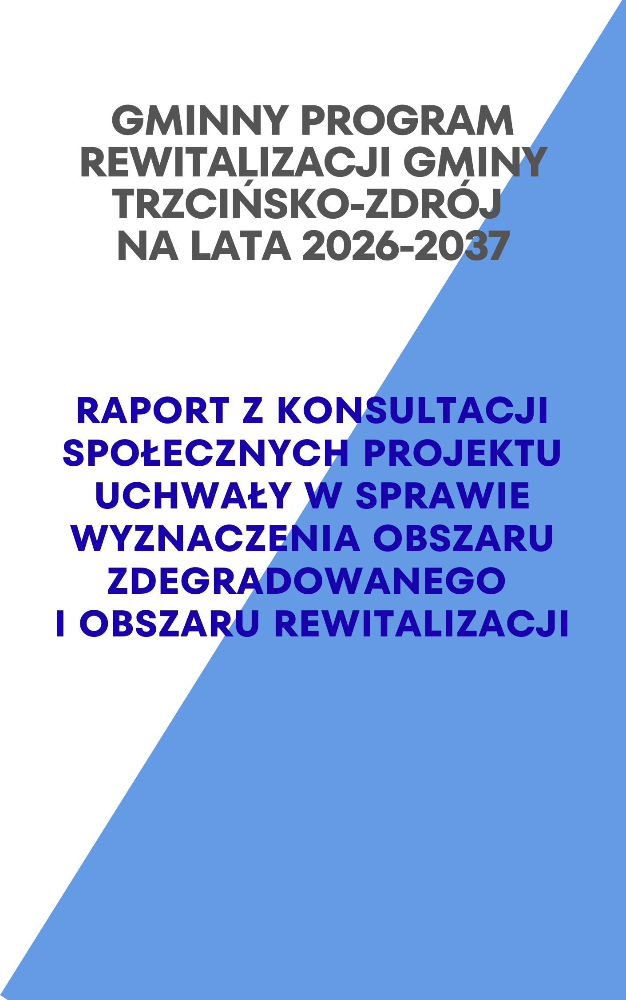 GMINNY PROGRAM
REWITALIZACJI GMINY
TRZCIŃSKO-ZDRÓJ
NA LATA 2026-2037
RAPORT Z KONSULTACJI
SPOŁECZNYCH PROJEKTU
UCHWAŁY W SPRAWIE
WYZNACZENIA OBSZARU
ZDEGRADOWANEGO
I OBSZARU REWITALIZACJI